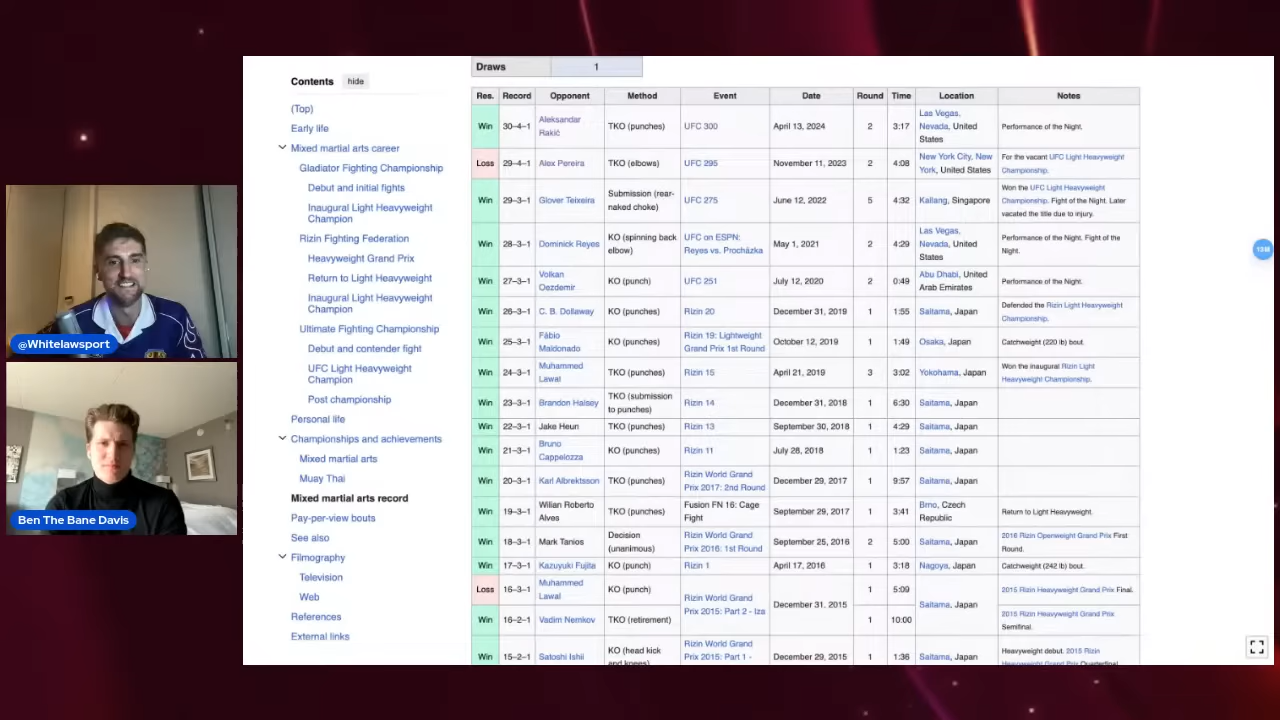 Draws 1
Contents hide
(Top)
Early life
Mixed martial arts career
Gladiator Fighting Championship
Debut and initial fights
Inaugural Light Heavyweight
Champion
Rizin Fighting Federation
Heavyweight Grand Prix
Return to Light Heavyweight
Inaugural Light Heavyweight
Champion
Ultimate Fighting Championship
Debut and contender fight
UFC Light Heavyweight
Champion
Post championship
Personal life
Championships and achievements
Mixed martial arts
Muay Thai
Mixed martial arts record
Pay-per-view bouts
See also
Filmography
Television
Web
References
External links
Res. Record Opponent Method Event Date Round Time Location Notes
Win 30–4–1 Aleksandar Rakić TKO (punches) UFC 300 April 13, 2024 2 3:17 Las Vegas, Nevada, United States Performance of the Night.
Loss 29–4–1 Alex Pereira TKO (elbows) UFC 295 November 11, 2023 2 4:08 New York City, New York, United States For the vacant UFC Light Heavyweight Championship.
Win 29–3–1 Glover Teixeira Submission (rear-naked choke) UFC 275 June 12, 2022 5 4:32 Kallang, Singapore Won the UFC Light Heavyweight Championship. Fight of the Night. Later vacated the title due to injury.
Win 28–3–1 Dominick Reyes KO (spinning back elbow) UFC on ESPN: Reyes vs. Procházka May 1, 2021 2 4:29 Las Vegas, Nevada, United States Performance of the Night. Fight of the Night.
Win 27–3–1 Volkan Oezdemir KO (punch) UFC 251 July 12, 2020 2 0:49 Abu Dhabi, United Arab Emirates Performance of the Night.
Win 26–3–1 C. B. Dollaway KO (punches) Rizin 20 December 31, 2019 1 1:55 Saitama, Japan Defended the Rizin Light Heavyweight Championship.
Win 25–3–1 Fábio Maldonado KO (punches) Rizin 19: Lightweight Grand Prix 1st Round October 12, 2019 1 1:49 Osaka, Japan Catchweight (220 lb) bout.
Win 24–3–1 Muhammed Lawal TKO (punches) Rizin 15 April 21, 2019 3 3:02 Yokohama, Japan Won the inaugural Rizin Light Heavyweight Championship.
Win 23–3–1 Brandon Halsey TKO (submission to punches) Rizin 14 December 31, 2018 1 6:30 Saitama, Japan
Win 22–3–1 Jake Heun TKO (punches) Rizin 13 September 30, 2018 1 4:29 Saitama, Japan
Win 21–3–1 Bruno Cappelozza KO (punches) Rizin 11 July 28, 2018 1 1:23 Saitama, Japan
Win 20–3–1 Karl Albrektsson TKO (punches) Rizin World Grand Prix 2017: 2nd Round December 29, 2017 1 9:57 Saitama, Japan
Win 19–3–1 Wilian Roberto Alves TKO (punches) Fusion FN 16: Cage Fight September 29, 2017 1 3:41 Brno, Czech Republic Return to Light Heavyweight.
Win 18–3–1 Mark Tanios Decision (unanimous) Rizin World Grand Prix 2016: 1st Round September 25, 2016 2 5:00 Saitama, Japan 2016 Rizin Openweight Grand Prix First Round.
Win 17–3–1 Kazuyuki Fujita KO (punch) Rizin 1 April 17, 2016 1 3:18 Nagoya, Japan Catchweight (242 lb) bout.
Loss 16–3–1 Muhammed Lawal KO (punch) Rizin World Grand Prix 2015: Part 2 - Iza December 31, 2015 1 5:09 Saitama, Japan 2015 Rizin Heavyweight Grand Prix Final.
Win 16–2–1 Vadim Nemkov TKO (retirement) 1 10:00 2015 Rizin Heavyweight Grand Prix Semifinal.
Win 15–2–1 Satoshi Ishii KO (head kick and knees) Rizin World Grand Prix 2015: Part 1 - December 29, 2015 1 1:36 Saitama, Japan Heavyweight debut. 2015 Rizin Heavyweight Grand Prix Quarterfinal.
@Whitelawsport
Ben The Bane Davis